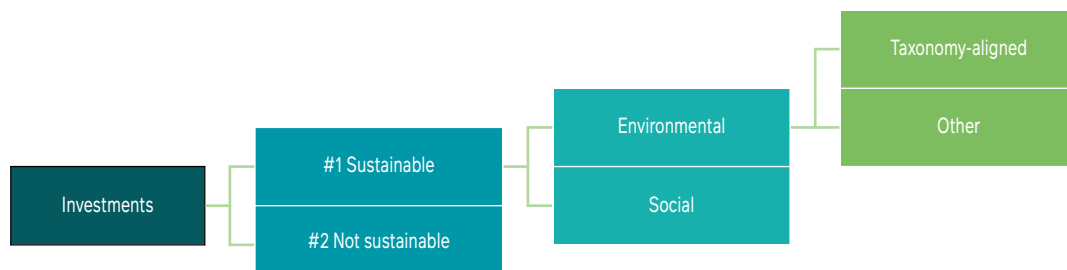 Taxonomy-aligned
Environmental
Other
#1 Sustainable
Investments
Social
#2 Not sustainable